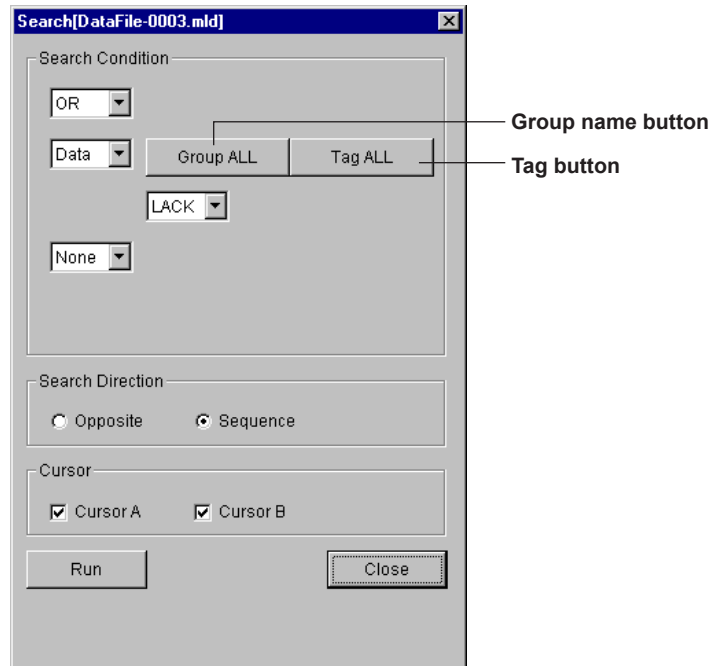 Search[DataFile-0003.mld]
Search Condition
OR
Group name button
Data Group ALL Tag ALL
Tag button
LACK
None
Search Direction
Opposite Sequence
Cursor
Cursor A Cursor B
Run Close